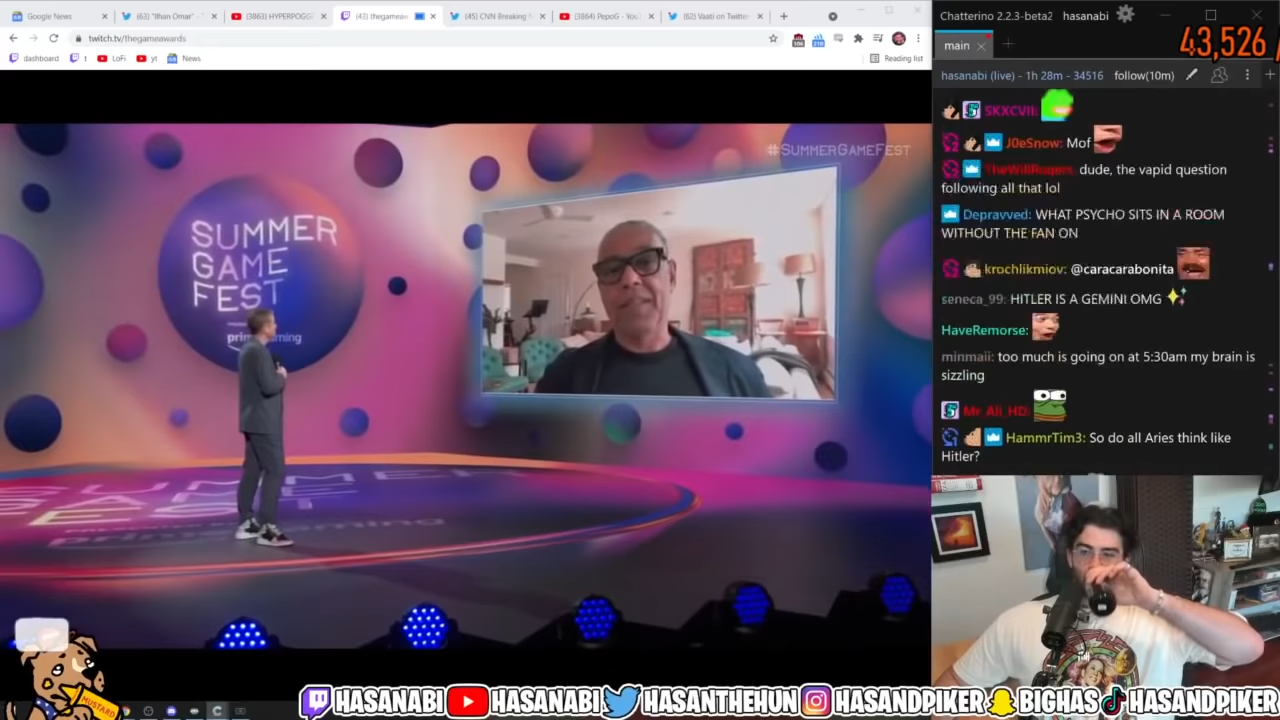 Google News
(63) "Ilhan Omar" - 
(3863) HYPERPOGGI
(43) thegameaw
(45) CNN Breaking
(3864) PepoG - You
(62) Vaati on Twitter
twitch.tv/thegameawards
dashboard
t
LoFi
yt
News
Reading list
#SUMMERGAMEFEST
SUMMER
GAME
FEST
Chatterino 2.2.3-beta2
hasanabi
main
43,526
hasanabi (live) - 1h 28m - 34516
follow(10m)
SKXCVII:
J0eSnow: Mof
TheWillRogers: dude, the vapid question
following all that lol
Depravved: WHAT PSYCHO SITS IN A ROOM
WITHOUT THE FAN ON
krochlikmiov: @caracarabonita
seneca_99: HITLER IS A GEMINI OMG
HaveRemorse:
minmaii: too much is going on at 5:30am my brain is
sizzling
Mr_Ali_HD:
HammrTim3: So do all Aries think like
Hitler?
MUSTARD
HASANABI
HASANABI
HASANTHEHUN
HASANDPIKER
BIGHAS
HASANDPIKER